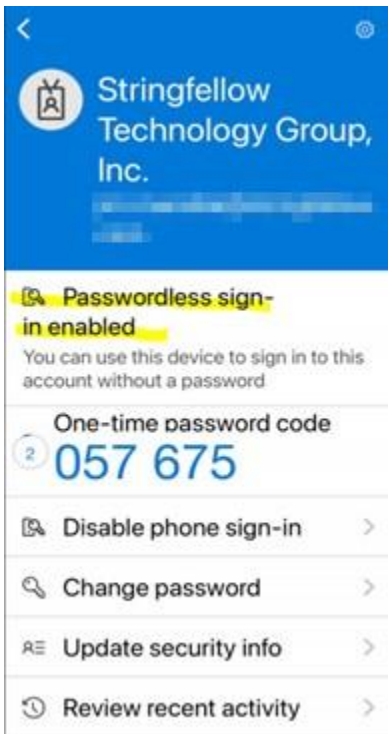 Stringfellow
Technology Group,
Inc.
Passwordless sign-
in enabled
You can use this device to sign in to this
account without a password
One-time password code
2
057 675
Disable phone sign-in
Change password
Update security info
Review recent activity